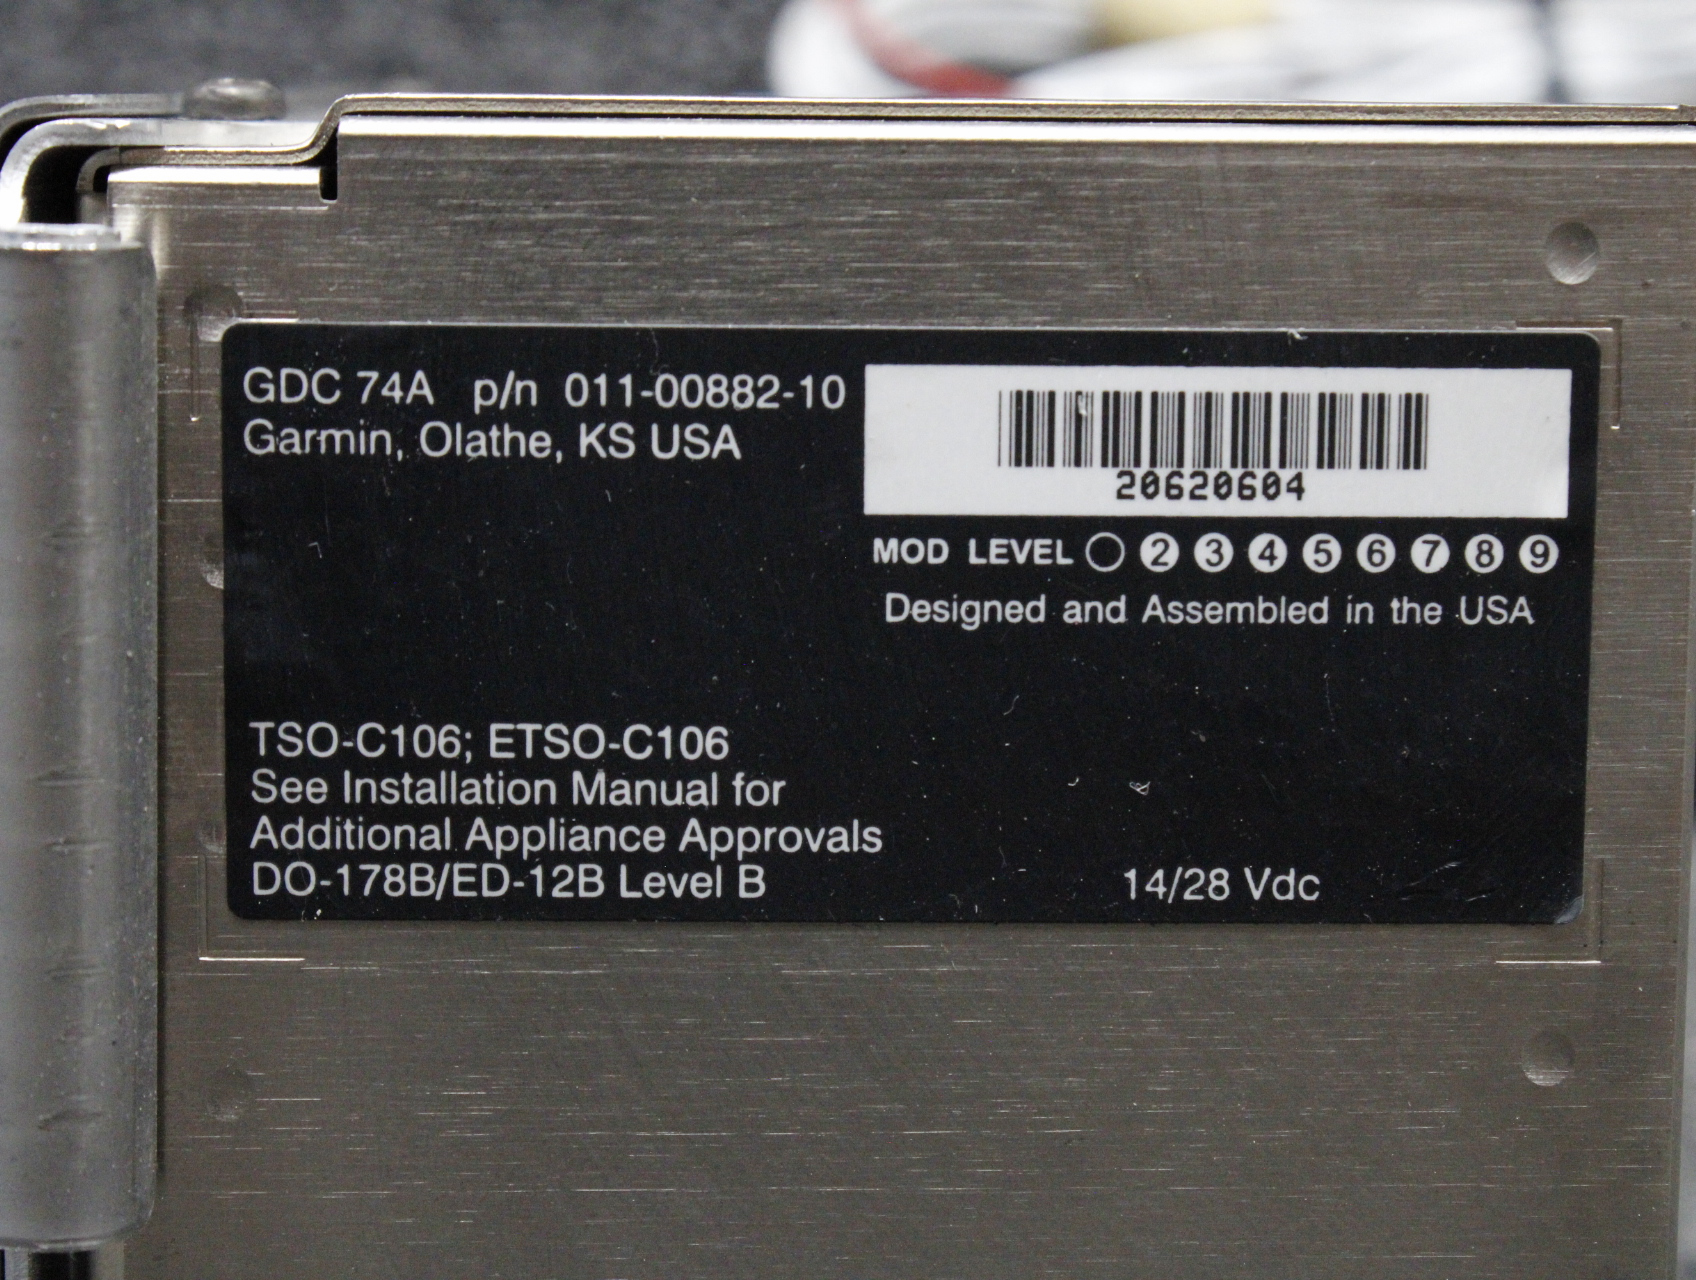 GDC 74A p/n 011-00882-10
Garmin, Olathe, KS USA
20620604
MOD LEVEL 2 3 4 5 6 7 8 9
Designed and Assembled in the USA
TSO-C106; ETSO-C106
See Installation Manual for
Additional Appliance Approvals
DO-178B/ED-12B Level B
14/28 Vdc